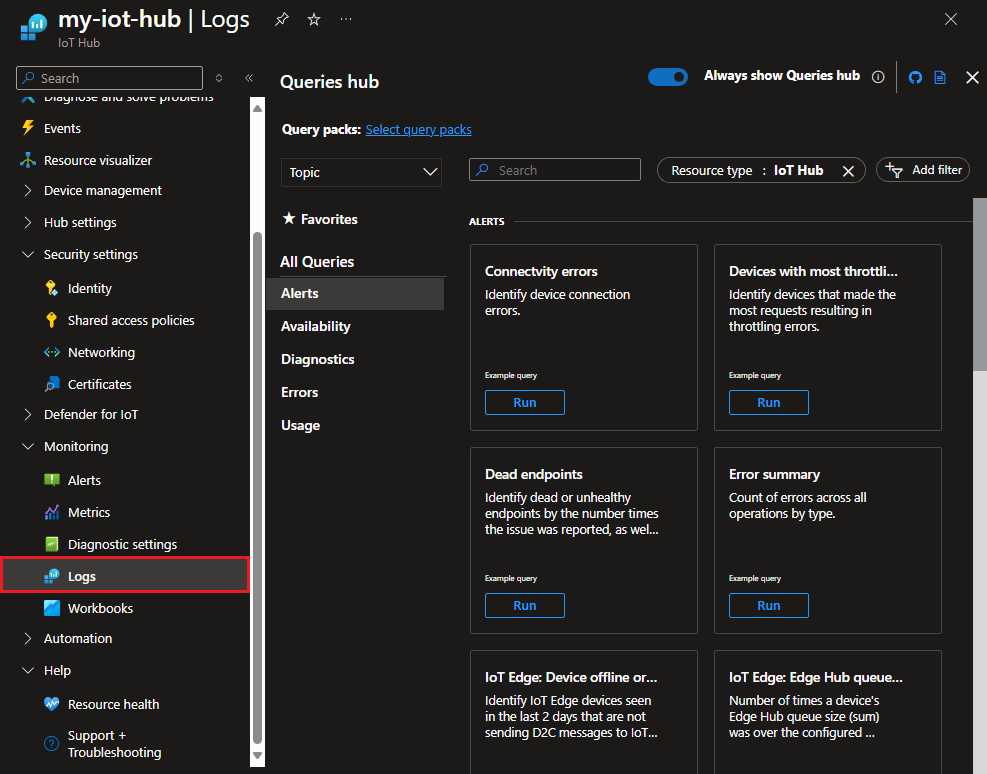 my-iot-hub | Logs
IoT Hub
Search
Diagnose and solve problems
Events
Resource visualizer
Device management
Hub settings
Security settings
Identity
Shared access policies
Networking
Certificates
Defender for IoT
Monitoring
Alerts
Metrics
Diagnostic settings
Logs
Workbooks
Automation
Help
Resource health
Support +
Troubleshooting
Queries hub
Always show Queries hub
Query packs: Select query packs
Topic
Search
Resource type : IoT Hub
Add filter
Favorites
All Queries
Alerts
Availability
Diagnostics
Errors
Usage
ALERTS
Connectvity errors
Identify device connection
errors.
Example query
Run
Devices with most throttli...
Identify devices that made the
most requests resulting in
throttling errors.
Example query
Run
Dead endpoints
Identify dead or unhealthy
endpoints by the number times
the issue was reported, as wel...
Example query
Run
Error summary
Count of errors across all
operations by type.
Example query
Run
IoT Edge: Device offline or...
Identify IoT Edge devices seen
in the last 2 days that are not
sending D2C messages to IoT...
IoT Edge: Edge Hub queue...
Number of times a device's
Edge Hub queue size (sum)
was over the configured ...